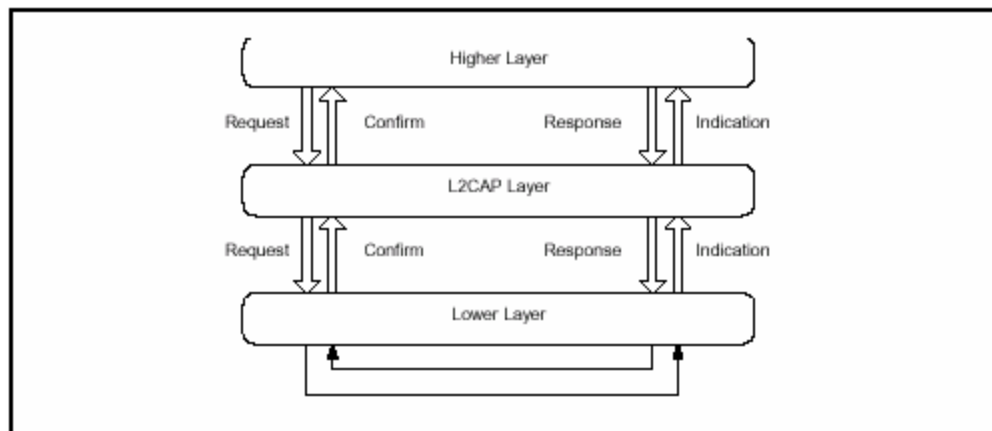 Higher Layer
Request Confirm Response Indication
L2CAP Layer
Request Confirm Response Indication
Lower Layer